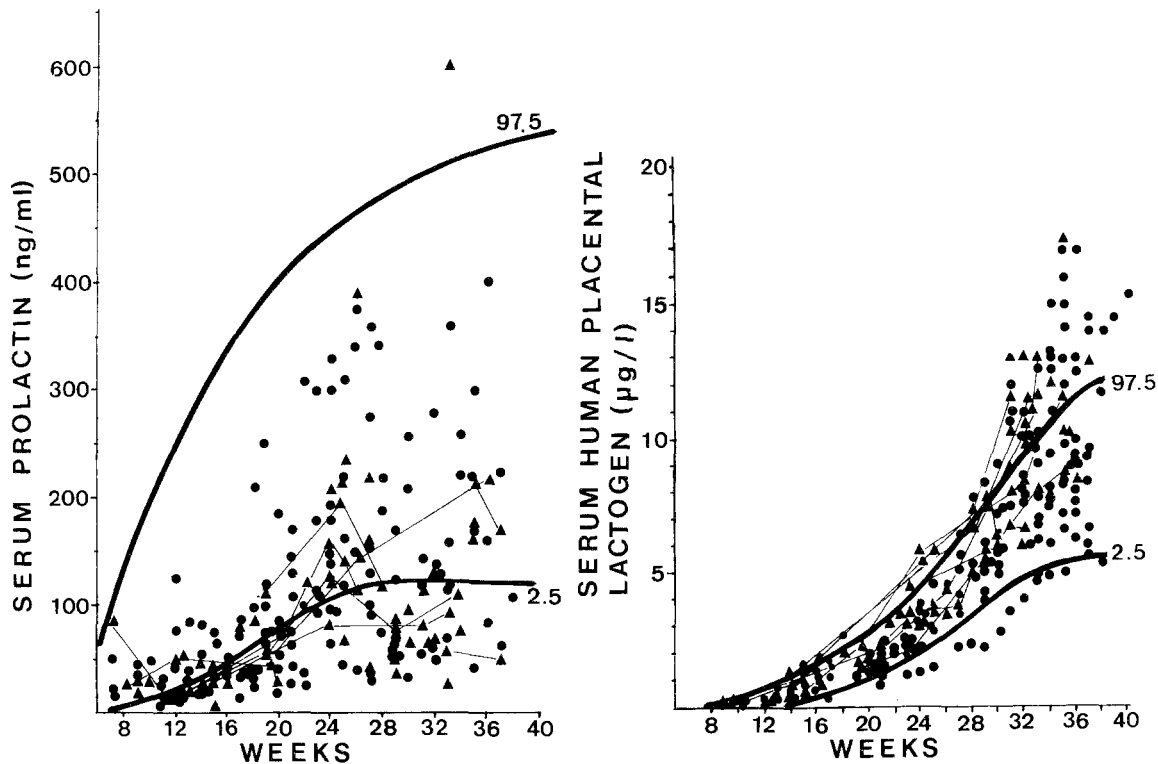 600
500
400
300
200
100
SERUM PROLACTIN (ng/ml)
97.5
2.5
8 12 16 20 24 28 32 36 40
WEEKS
SERUM HUMAN PLACENTAL
LACTOGEN (µg/l)
20
15
10
5
97.5
2.5
8 12 16 20 24 28 32 36 40
WEEKS